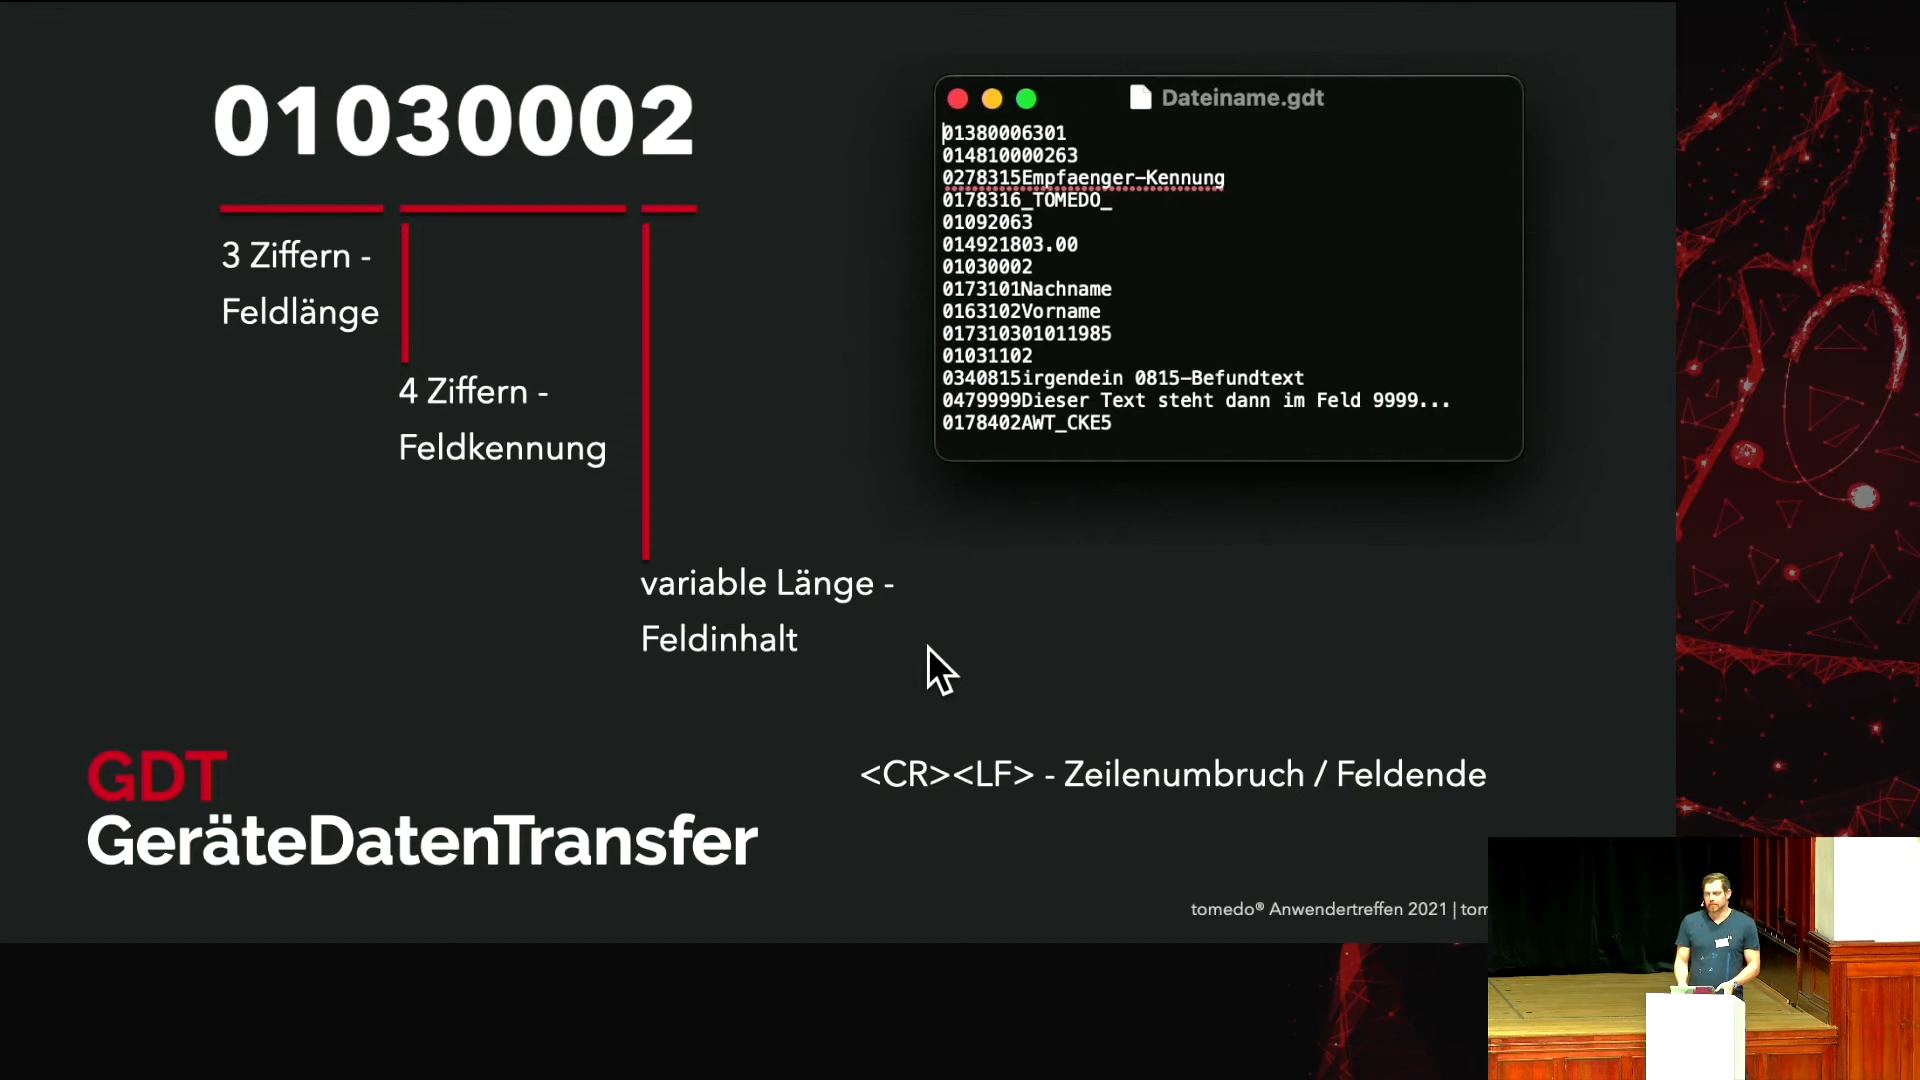 01030002
3 Ziffern -
Feldlänge
4 Ziffern -
Feldkennung
variable Länge -
Feldinhalt
Dateiname.gdt
01380006301
014810000263
0278315Empfaenger-Kennung
0178316_TOMEDO_
01092063
014921803.00
01030002
0173101Nachname
0163102Vorname
017310301011985
01031102
0340815irgendein 0815-Befundtext
0479999Dieser Text steht dann im Feld 9999...
0178402AWT_CKE5
<CR><LF> - Zeilenumbruch / Feldende
GDT
GeräteDatenTransfer
tomedo® Anwendertreffen 2021 | tom